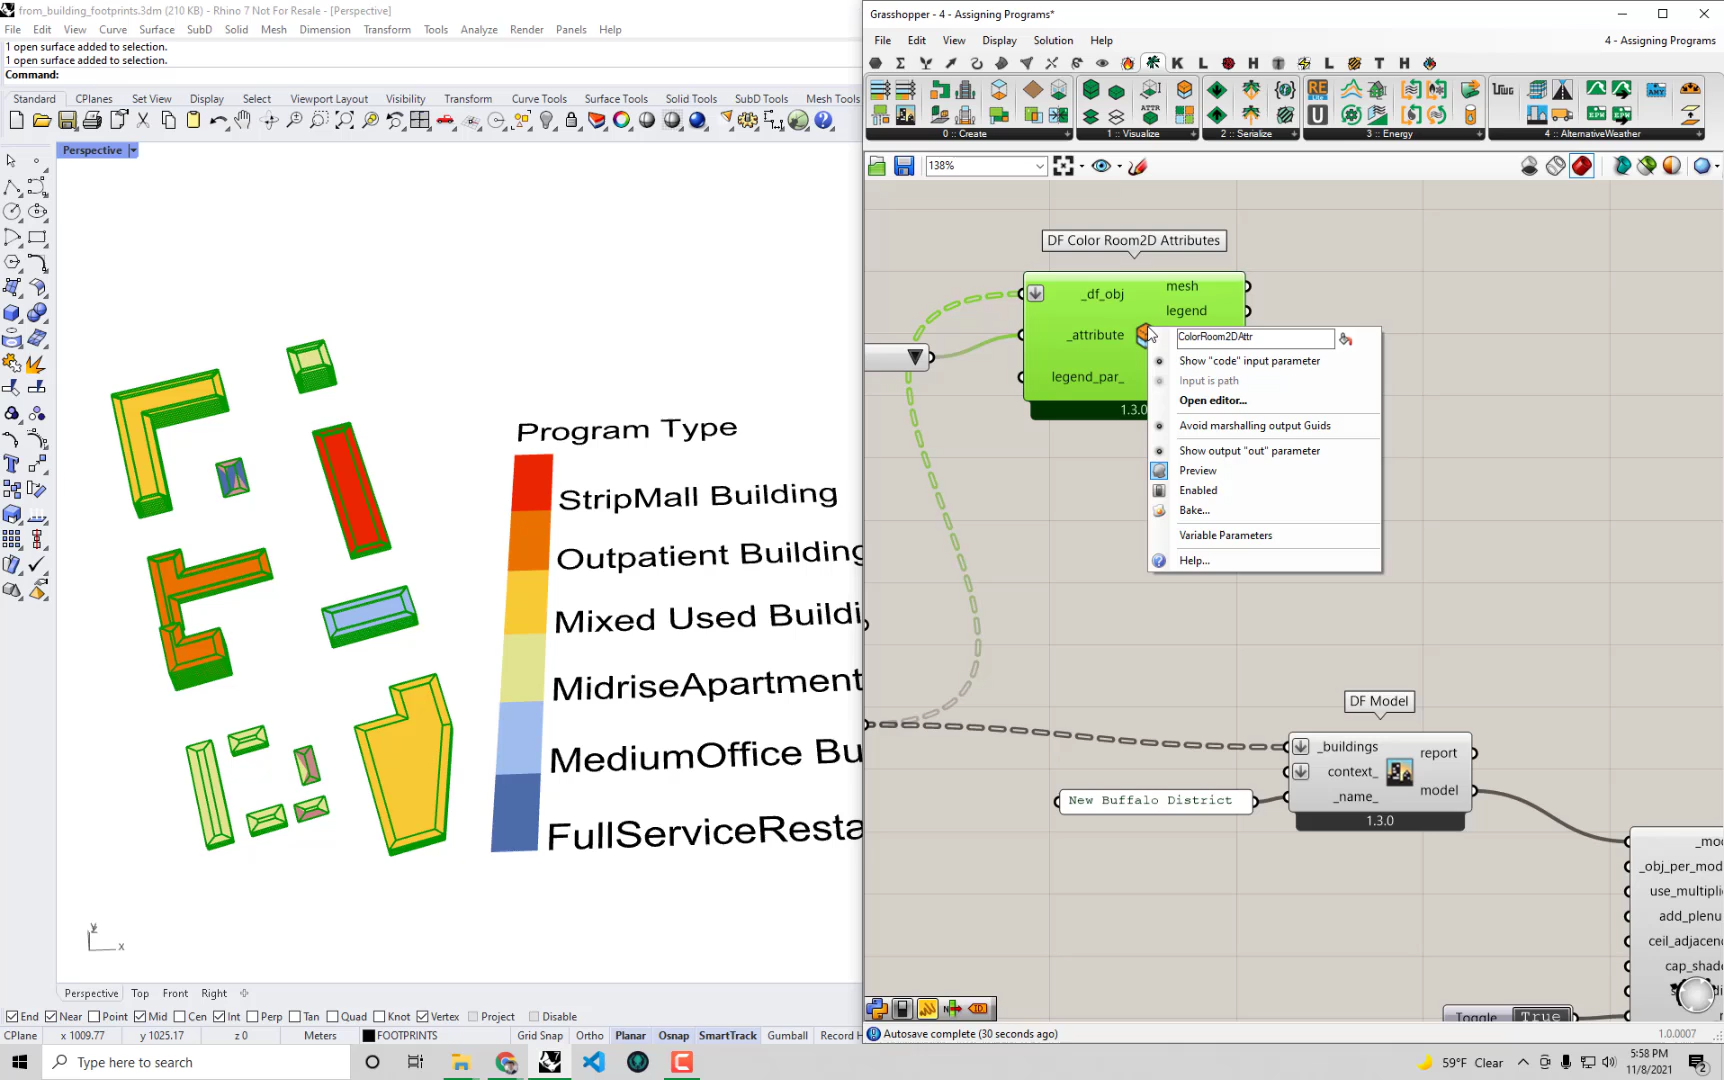 from_building_footprints.3dm (210 KB) - Rhino 7 Not For Resale - [Perspective]
File Edit View Curve Surface SubD Solid Mesh Dimension Transform Tools Analyze Render Panels Help
1 open surface added to selection.
1 open surface added to selection.
Command:
Standard CPlanes Set View Display Select Viewport Layout Visibility Transform Curve Tools Surface Tools Solid Tools SubD Tools Mesh Tools
Perspective
Program Type
StripMall Building
Outpatient Building
Mixed Used Buildi
MidriseApartment
MediumOffice Bu
FullServiceResta
y
x
Perspective Top Front Right
End Near Point Mid Cen Int Perp Tan Quad Knot Vertex Project Disable
CPlane x 1009.77 y 1025.17 z 0 Meters FOOTPRINTS Grid Snap Ortho Planar Osnap SmartTrack Gumball Record H
Grasshopper - 4 - Assigning Programs*
File Edit View Display Solution Help
4 - Assigning Programs
K L H T L T H
RE
U
ATTR
EPW
EPW
0 :: Create 1 :: Visualize 2 :: Serialize 3 :: Energy 4 :: AlternativeWeather
138%
DF Color Room2D Attributes
_df_obj
_attribute
legend_par_
mesh
legend
1.3.0
ColorRoom2DAttr
Show "code" input parameter
Input is path
Open editor...
Avoid marshalling output Guids
Show output "out" parameter
Preview
Enabled
Bake...
Variable Parameters
Help...
DF Model
_buildings
context_
_name_
report
model
1.3.0
New Buffalo District
_mod
_obj_per_mod
use_multipli
add_plenu
ceil_adjacenc
cap_shad
Toggle True
Autosave complete (30 seconds ago)
1.0.0007
Type here to search
59°F Clear
5:58 PM
11/8/2021
2